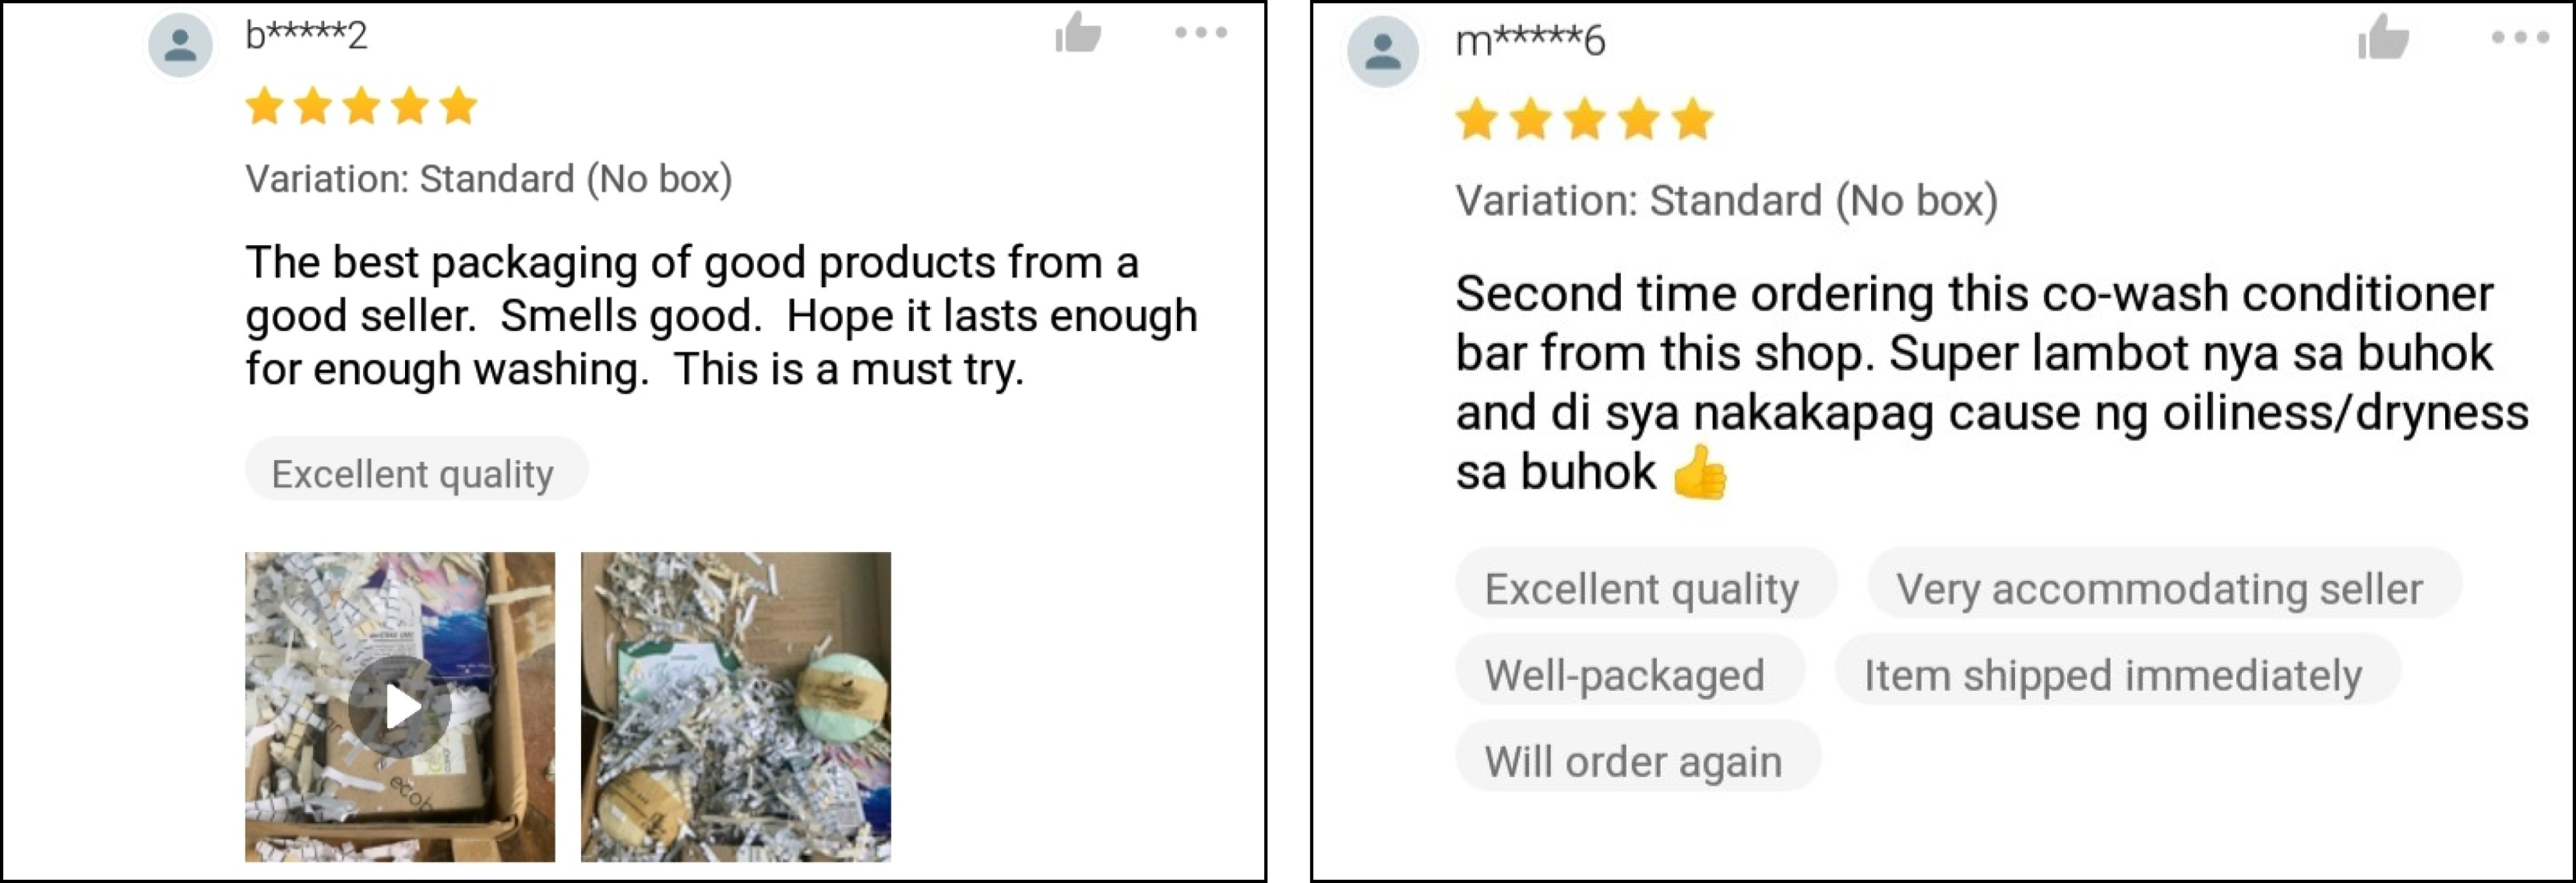 b*****2
Variation: Standard (No box)
The best packaging of good products from a
good seller.  Smells good.  Hope it lasts enough
for enough washing.  This is a must try.
Excellent quality
ecob
m*****6
Variation: Standard (No box)
Second time ordering this co-wash conditioner
bar from this shop. Super lambot nya sa buhok
and di sya nakakapag cause ng oiliness/dryness
sa buhok 👍
Excellent quality
Very accommodating seller
Well-packaged
Item shipped immediately
Will order again